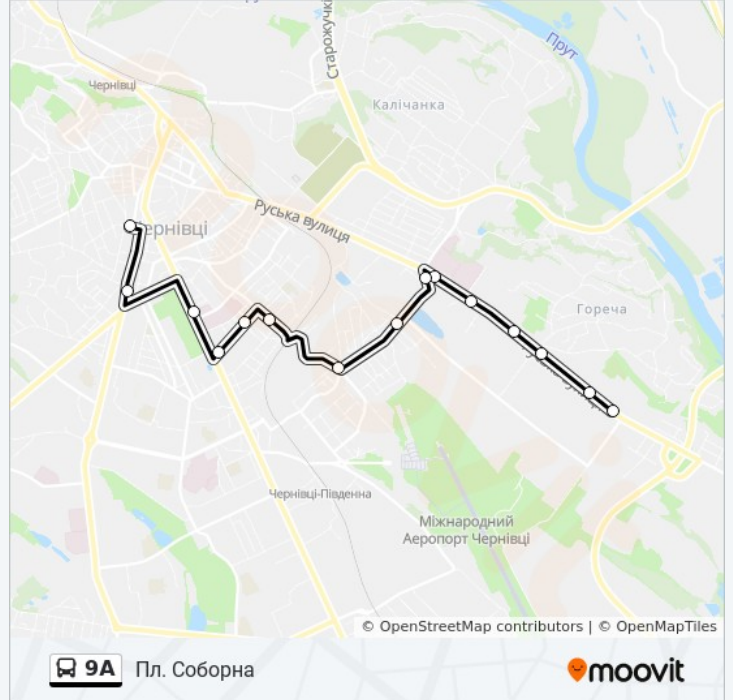 Прут
Старожучк
Чернівці
Калічанка
Руська вулиця
ернівці
Гореча
Чернівці-Південна
Міжнародний
Аеропорт Чернівці
© OpenStreetMap contributors | © OpenMapTiles
9А Пл. Соборна
moovit